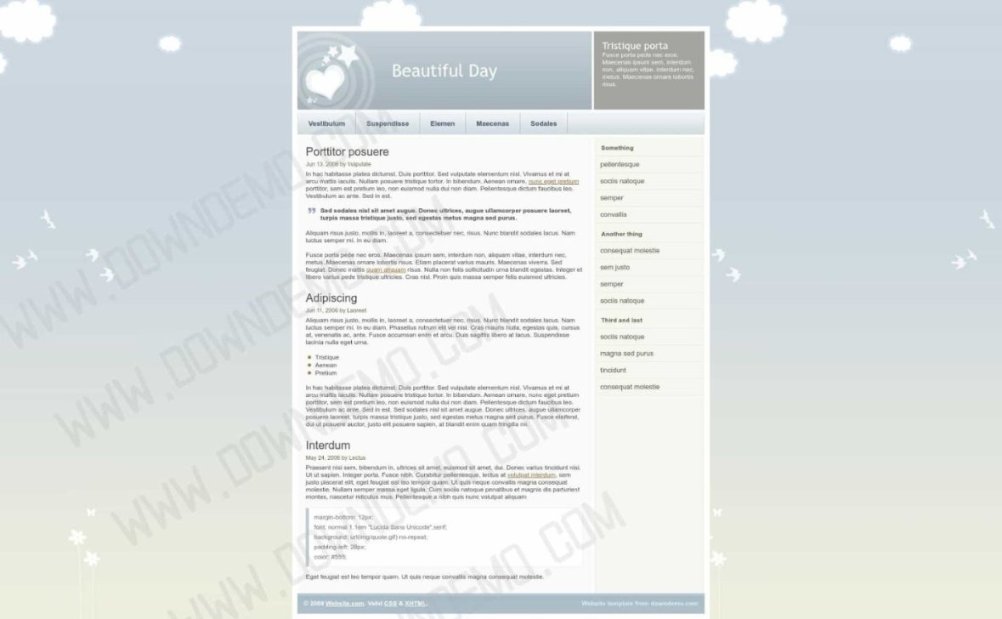 Beautiful Day
Tristique porta
Fusce porta pede nec eros.
Maecenas ipsum sem, interdum
non, aliquam vitae, interdum nec,
metus. Maecenas ornare lobortis
risus.
Vestibulum
Suspendisse
Elemen
Maecenas
Sodales
Porttitor posuere
Jun 13, 2006 by Vulputate
In hac habitasse platea dictumst. Duis porttitor. Sed vulputate elementum nisl. Vivamus et mi at
arcu mattis iaculis. Nullam posuere tristique tortor. In bibendum. Aenean ornare, nunc eget pretium
porttitor, sem est pretium leo, non euismod nulla dui non diam. Pellentesque dictum faucibus leo.
Vestibulum ac ante. Sed in est.
Sed sodales nisl sit amet augue. Donec ultrices, augue ullamcorper posuere laoreet,
turpis massa tristique justo, sed egestas metus magna sed purus.
Aliquam risus justo, mollis in, laoreet a, consectetuer nec, risus. Nunc blandit sodales lacus. Nam
luctus semper mi. In eu diam.
Fusce porta pede nec eros. Maecenas ipsum sem, interdum non, aliquam vitae, interdum nec,
metus. Maecenas ornare lobortis risus. Etiam placerat varius mauris. Maecenas viverra. Sed
feugiat. Donec mattis quam aliquam risus. Nulla non felis sollicitudin urna blandit egestas. Integer et
libero varius pede tristique ultricies. Cras nisl. Proin quis massa semper felis euismod ultricies.
Adipiscing
Jun 11, 2006 by Laoreet
Aliquam risus justo, mollis in, laoreet a, consectetuer nec, risus. Nunc blandit sodales lacus. Nam
luctus semper mi. In eu diam. Phasellus rutrum elit vel nisi. Cras mauris nulla, egestas quis, cursus
at, venenatis ac, ante. Fusce accumsan enim et arcu. Duis sagittis libero at lacus. Suspendisse
lacinia nulla eget urna.
Tristique
Aenean
Pretium
In hac habitasse platea dictumst. Duis porttitor. Sed vulputate elementum nisl. Vivamus et mi at
arcu mattis iaculis. Nullam posuere tristique tortor. In bibendum. Aenean ornare, nunc eget pretium
porttitor, sem est pretium leo, non euismod nulla dui non diam. Pellentesque dictum faucibus leo.
Vestibulum ac ante. Sed in est. Sed sodales nisl sit amet augue. Donec ultrices, augue ullamcorper
posuere laoreet, turpis massa tristique justo, sed egestas metus magna sed purus. Fusce eleifend,
dui ut posuere auctor, justo elit posuere sapien, at blandit enim quam fringilla mi.
Interdum
May 24, 2006 by Lectus
Praesent nisi sem, bibendum in, ultrices sit amet, euismod sit amet, dui. Donec varius tincidunt nisi.
Ut ut sapien. Integer porta. Fusce nibh. Curabitur pellentesque, lectus at volutpat interdum, sem
justo placerat elit, eget feugiat est leo tempor quam. Ut quis neque convallis magna consequat
molestie. Nullam semper massa eget ligula. Cum sociis natoque penatibus et magnis dis parturient
montes, nascetur ridiculus mus. Pellentesque a nibh quis nunc volutpat aliquam
margin-bottom: 12px;
font: normal 1.1em "Lucida Sans Unicode",serif;
background: url(img/quote.gif) no-repeat;
padding-left: 28px;
color: #555;
Eget feugiat est leo tempor quam. Ut quis neque convallis magna consequat molestie.
Something
pellentesque
sociis natoque
semper
convallis
Another thing
consequat molestie
sem justo
semper
sociis natoque
Third and last
sociis natoque
magna sed purus
tincidunt
consequat molestie
© 2006 Website.com. Valid CSS & XHTML.
Website template from downdemo.com
WWW.DOWNDEMO.COM
WWW.DOWNDEMO.COM
WWW.DOWNDEMO.COM
WWW.DOWNDEMO.COM